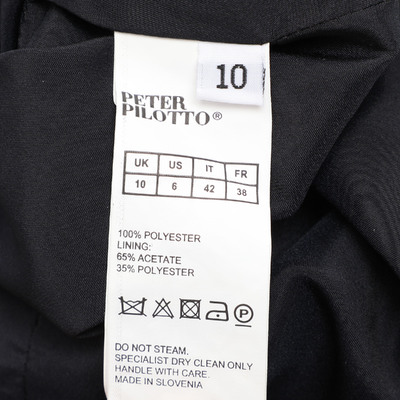 10
PETER
PILOTTO®
UK US IT FR
10 6 42 38
100% POLYESTER
LINING:
65% ACETATE
35% POLYESTER
P
DO NOT STEAM.
SPECIALIST DRY CLEAN ONLY
HANDLE WITH CARE.
MADE IN SLOVENIA